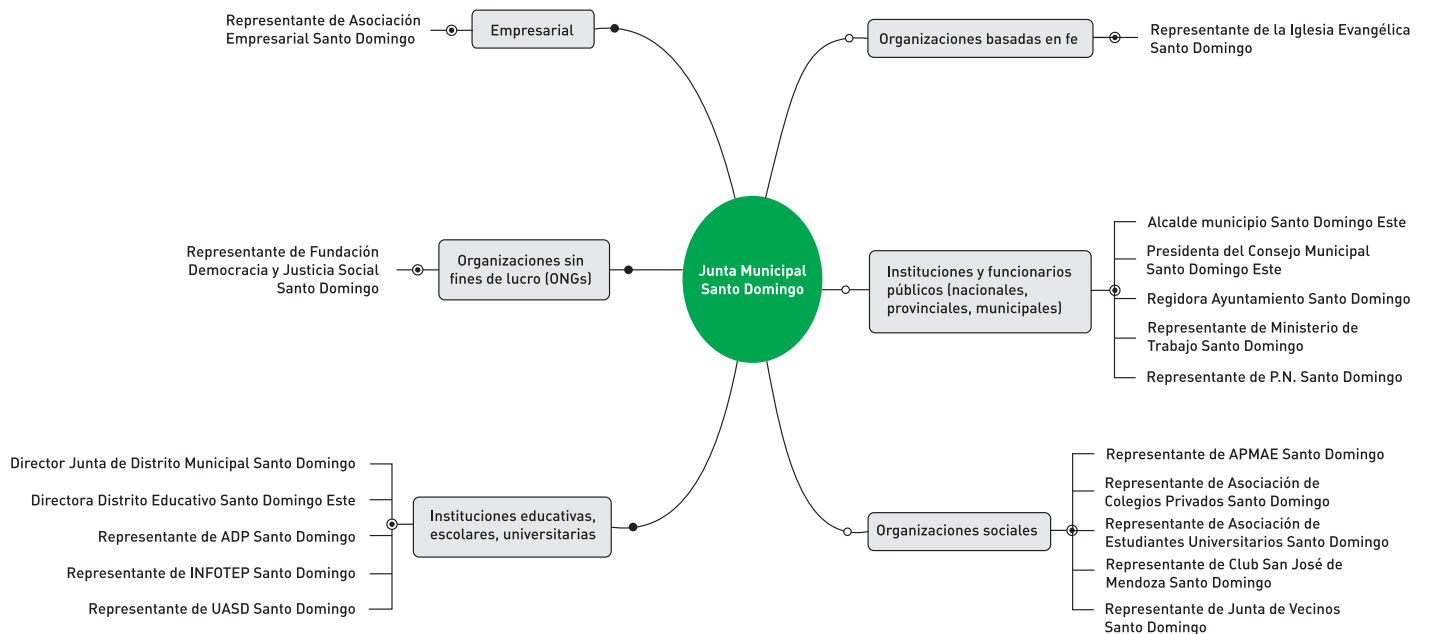 Representante de Asociación
Empresarial Santo Domingo
Empresarial
Organizaciones basadas en fe
Representante de la Iglesia Evangélica
Santo Domingo
Representante de Fundación
Democracia y Justicia Social
Santo Domingo
Organizaciones sin
fines de lucro (ONGs)
Junta Municipal
Santo Domingo
Instituciones y funcionarios
públicos (nacionales,
provinciales, municipales)
Alcalde municipio Santo Domingo Este
Presidenta del Consejo Municipal
Santo Domingo Este
Regidora Ayuntamiento Santo Domingo
Representante de Ministerio de
Trabajo Santo Domingo
Representante de P.N. Santo Domingo
Director Junta de Distrito Municipal Santo Domingo
Directora Distrito Educativo Santo Domingo Este
Representante de ADP Santo Domingo
Representante de INFOTEP Santo Domingo
Representante de UASD Santo Domingo
Instituciones educativas,
escolares, universitarias
Organizaciones sociales
Representante de APMAE Santo Domingo
Representante de Asociación de
Colegios Privados Santo Domingo
Representante de Asociación de
Estudiantes Universitarios Santo Domingo
Representante de Club San José de
Mendoza Santo Domingo
Representante de Junta de Vecinos
Santo Domingo